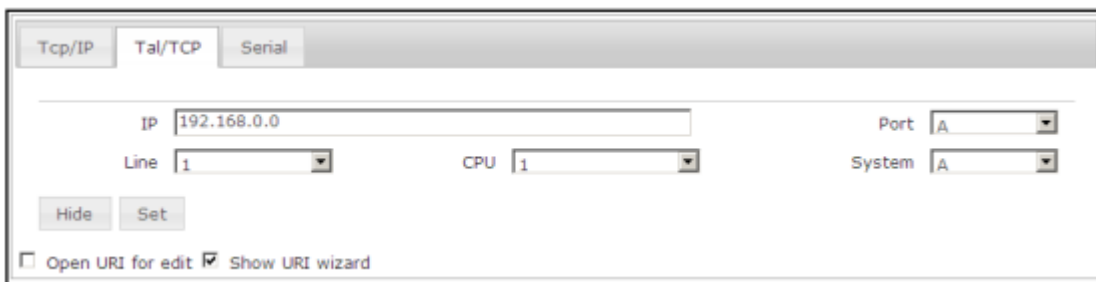 Tcp/IP Tal/TCP Serial
IP 192.168.0.0 Port A
Line 1 CPU 1 System A
Hide Set
Open URI for edit Show URI wizard